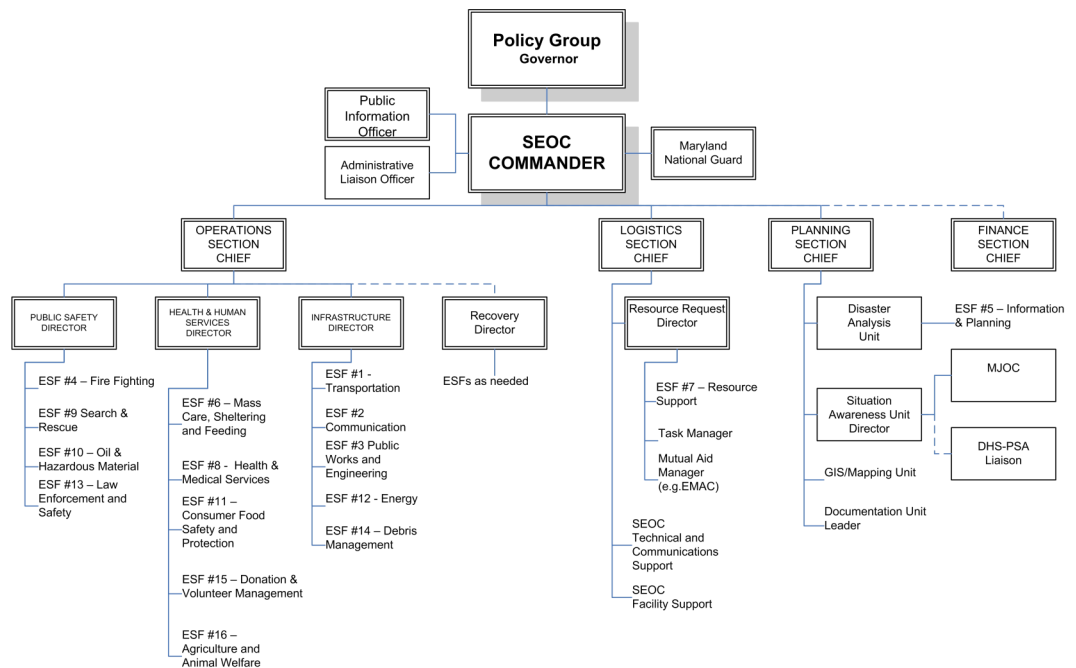 Policy Group
Governor
Public
Information
Officer
SEOC
COMMANDER
Maryland
National Guard
Administrative
Liaison Officer
OPERATIONS
SECTION
CHIEF
LOGISTICS
SECTION
CHIEF
PLANNING
SECTION
CHIEF
FINANCE
SECTION
CHIEF
PUBLIC SAFETY
DIRECTOR
HEALTH & HUMAN
SERVICES
DIRECTOR
INFRASTRUCTURE
DIRECTOR
Recovery
Director
Resource Request
Director
Disaster
Analysis
Unit
ESF #5 – Information
& Planning
ESF #4 – Fire Fighting
ESF #9 Search &
Rescue
ESF #10 – Oil &
Hazardous Material
ESF #13 – Law
Enforcement and
Safety
ESF #6 – Mass
Care, Sheltering
and Feeding
ESF #8 -  Health &
Medical Services
ESF #11 –
Consumer Food
Safety and
Protection
ESF #15 – Donation &
Volunteer Management
ESF #16 –
Agriculture and
Animal Welfare
ESF #1 -
Transportation
ESF #2
Communication
ESF #3 Public
Works and
Engineering
ESF #12 - Energy
ESF #14 – Debris
Management
ESFs as needed
ESF #7 – Resource
Support
Task Manager
Mutual Aid
Manager
(e.g.EMAC)
SEOC
Technical and
Communications
Support
SEOC
Facility Support
Situation
Awareness Unit
Director
MJOC
DHS-PSA
Liaison
GIS/Mapping Unit
Documentation Unit
Leader